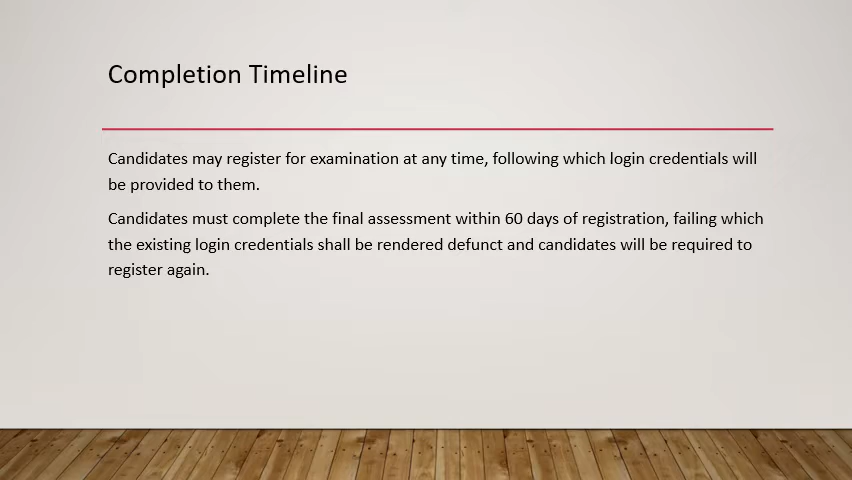 Completion Timeline
Candidates may register for examination at any time, following which login credentials will
be provided to them.
Candidates must complete the final assessment within 60 days of registration, failing which
the existing login credentials shall be rendered defunct and candidates will be required to
register again.